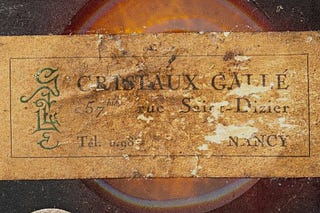 CRISTAUX GALLÉ
rue Saint-Dizier
Tél.
NANCY